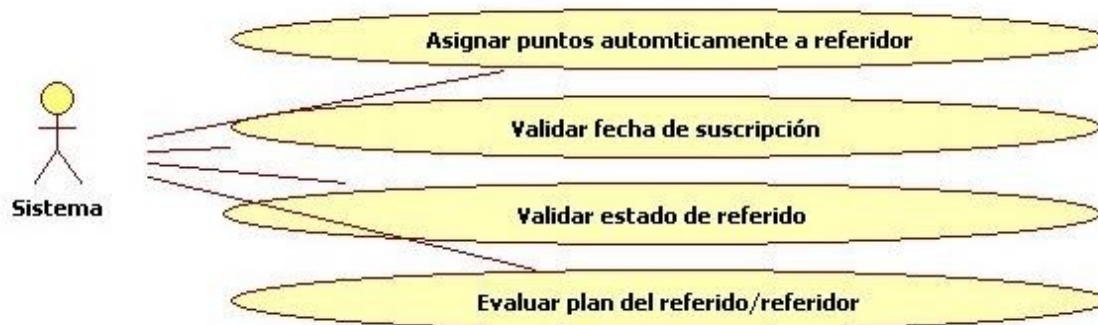 Asignar puntos automticamente a referidor
Validar fecha de suscripción
Sistema
Validar estado de referido
Evaluar plan del referido/referidor